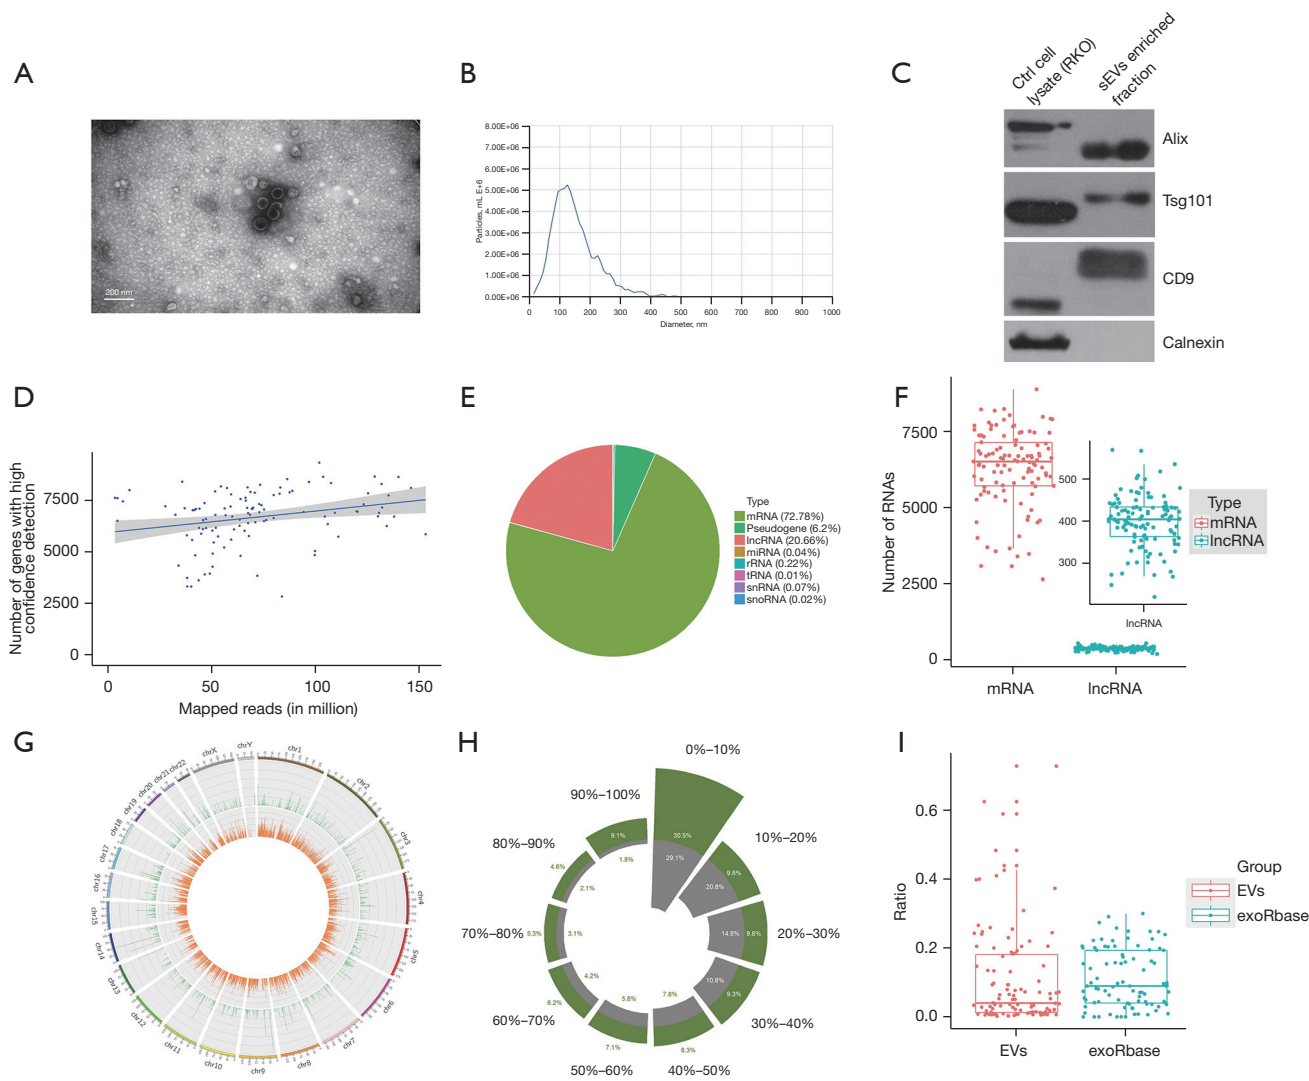 A
200 nm
B
8.00E+06
7.00E+06
6.00E+06
5.00E+06
4.00E+06
3.00E+06
2.00E+06
1.00E+06
0.00E+06
Particles, mL E+6
0 100 200 300 400 500 600 700 800 900 1000
Diameter, nm
C
Ctrl cell
lysate (RKO)
sEVs enriched
fraction
Alix
Tsg101
CD9
Calnexin
D
Number of genes with high
confidence detection
7500
5000
2500
0
0 50 100 150
Mapped reads (in million)
E
Type
mRNA (72.78%)
Pseudogene (6.2%)
lncRNA (20.66%)
miRNA (0.04%)
rRNA (0.22%)
tRNA (0.01%)
snRNA (0.07%)
snoRNA (0.02%)
F
Number of RNAs
7500
5000
2500
0
500
400
300
lncRNA
mRNA lncRNA
Type
mRNA
lncRNA
G
chr1
chr2
chr3
chr4
chr5
chr6
chr7
chr8
chr9
chr10
chr11
chr12
chr13
chr14
chr15
chr16
chr17
chr18
chr19
chr20
chr21
chr22
chrX
chrY
H
0%–10%
30.5%
29.1%
10%–20%
9.8%
20.8%
20%–30%
9.8%
14.8%
30%–40%
9.3%
10.6%
40%–50%
8.3%
7.8%
50%–60%
7.1%
5.8%
60%–70%
6.2%
4.2%
70%–80%
5.3%
3.1%
80%–90%
4.6%
2.1%
90%–100%
9.1%
1.8%
I
Ratio
0.6
0.4
0.2
0.0
EVs exoRbase
Group
EVs
exoRbase